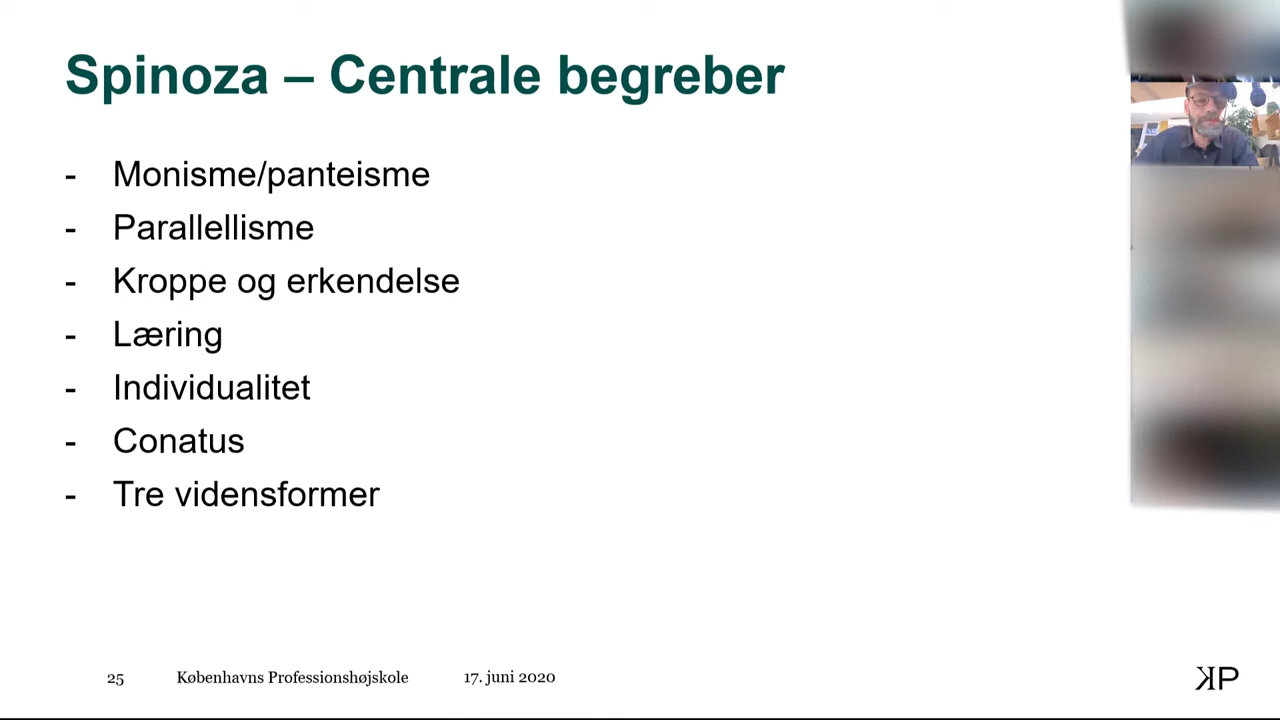 Spinoza – Centrale begreber
- Monisme/panteisme
- Parallellisme
- Kroppe og erkendelse
- Læring
- Individualitet
- Conatus
- Tre vidensformer
25 Københavns Professionshøjskole 17. juni 2020
KP